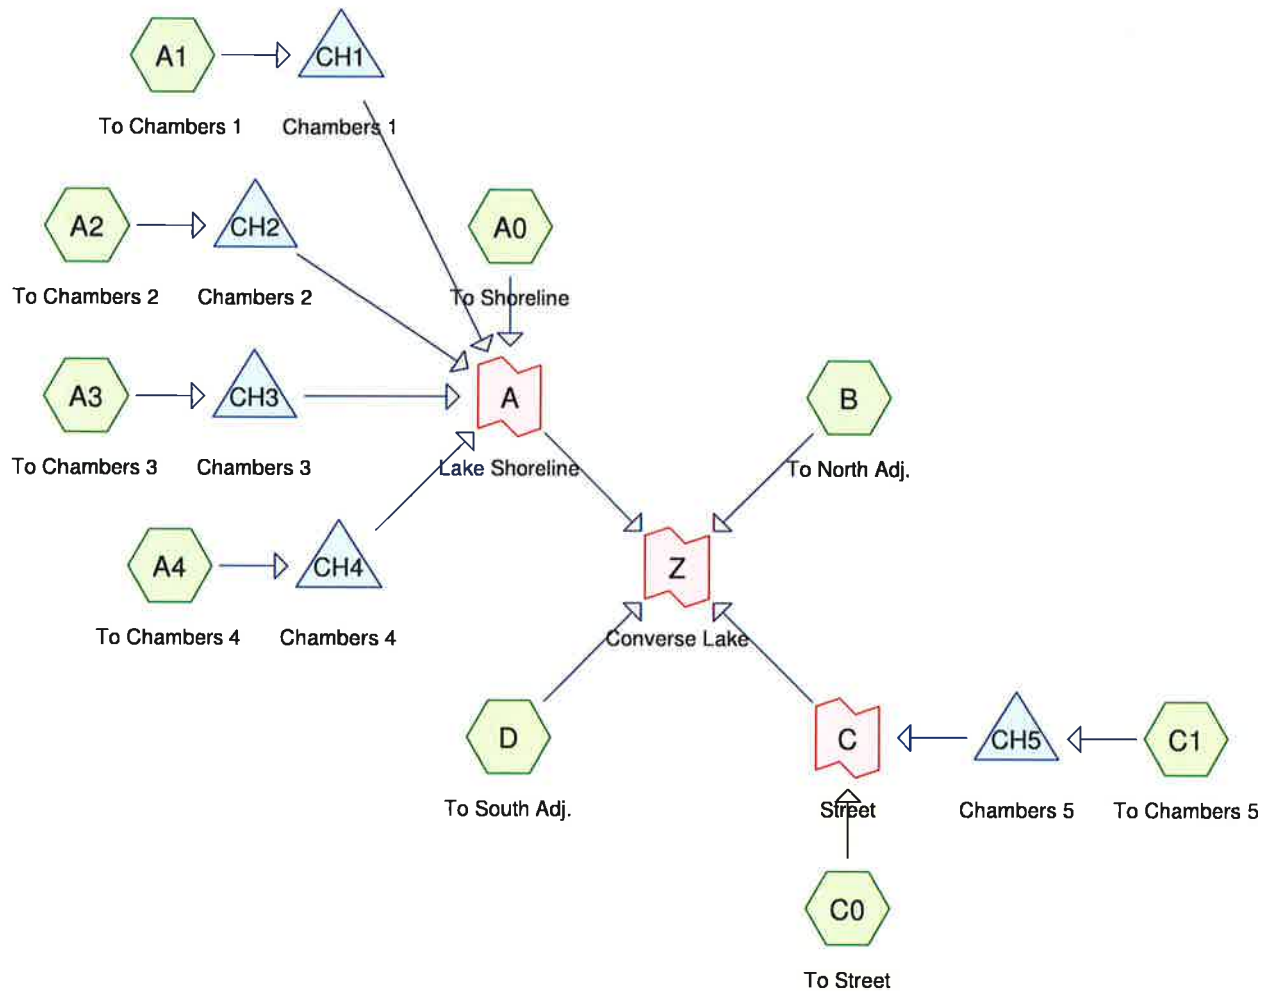 A1
CH1
To Chambers 1
Chambers 1
A2
CH2
A0
To Chambers 2
Chambers 2
To Shoreline
A3
CH3
A
B
To Chambers 3
Chambers 3
Lake Shoreline
To North Adj.
A4
CH4
Z
To Chambers 4
Chambers 4
Converse Lake
D
C
CH5
C1
To South Adj.
Street
Chambers 5
To Chambers 5
C0
To Street